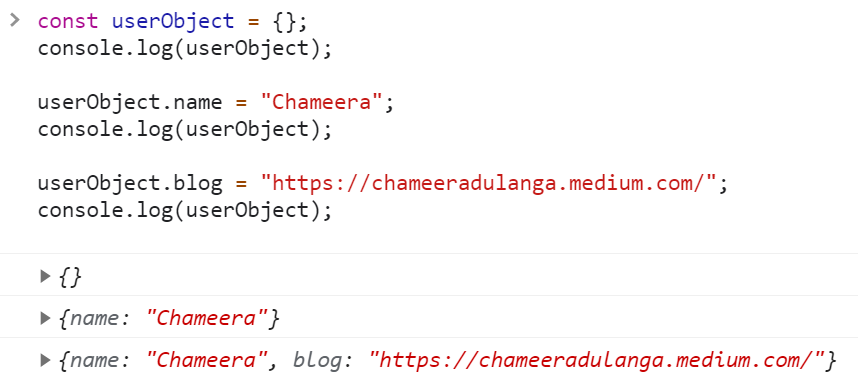 const userObject = {};
console.log(userObject);
userObject.name = "Chameera";
console.log(userObject);
userObject.blog = "https://chameeradulanga.medium.com/";
console.log(userObject);
{}
{name: "Chameera"}
{name: "Chameera", blog: "https://chameeradulanga.medium.com/"}